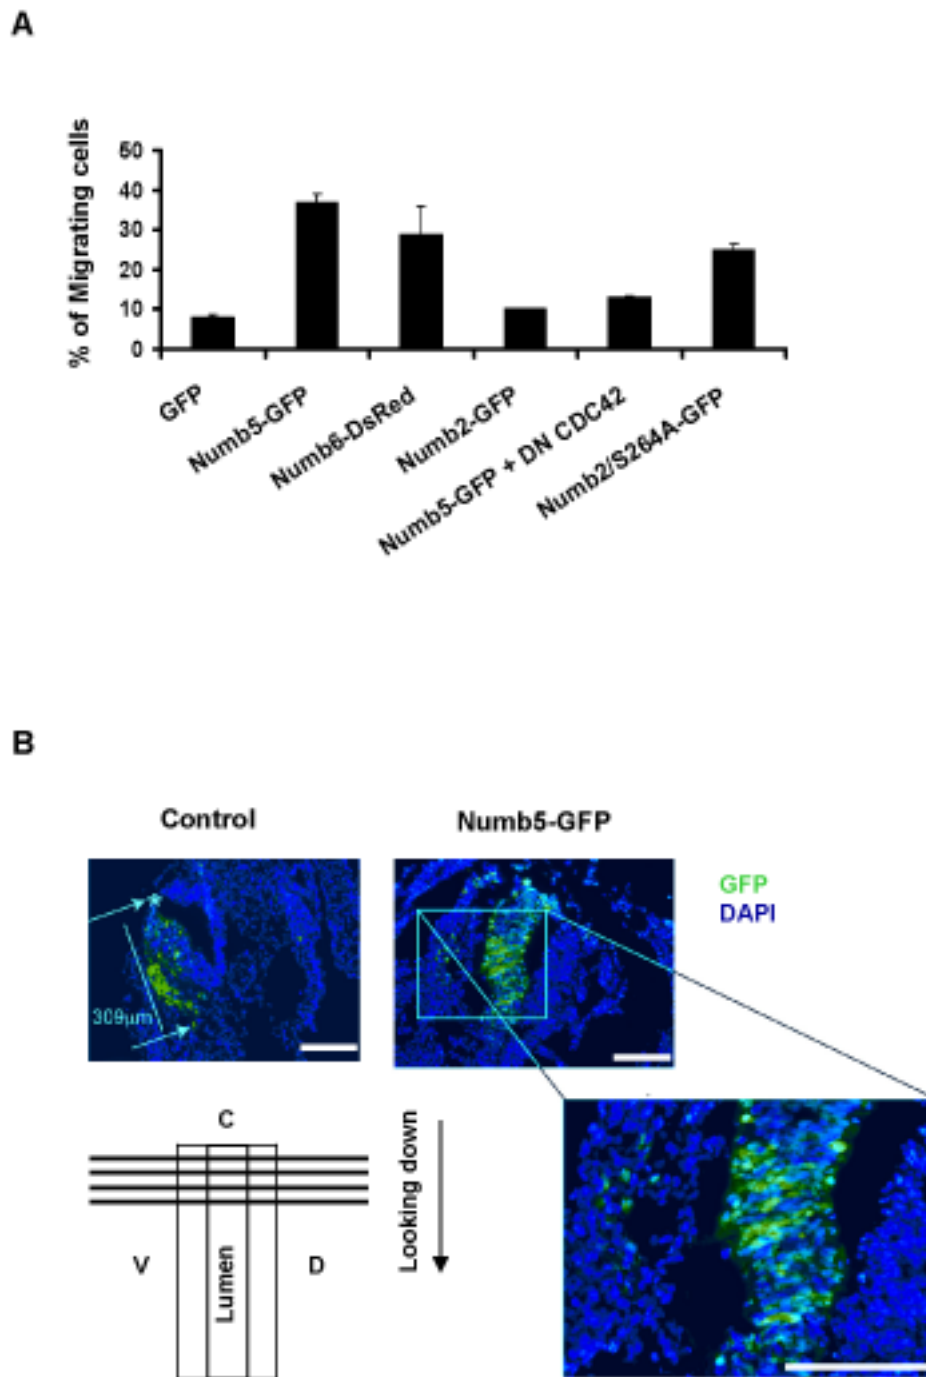 A
% of Migrating cells
50
40
30
20
10
0
GFP
Numb5-GFP
Numb6-DsRed
Numb2-GFP
Numb5-GFP + DN CDC42
Numb2/S264A-GFP
B
Control
Numb5-GFP
GFP
DAPI
*
309μm
C
V
Lumen
D
Looking down